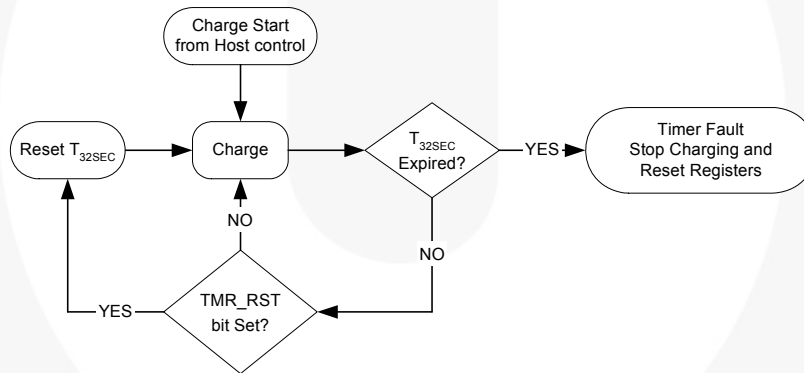 Charge Start
from Host control
Reset T32SEC
Charge
T32SEC
Expired?
YES
Timer Fault
Stop Charging and
Reset Registers
NO
NO
YES
TMR_RST
bit Set?